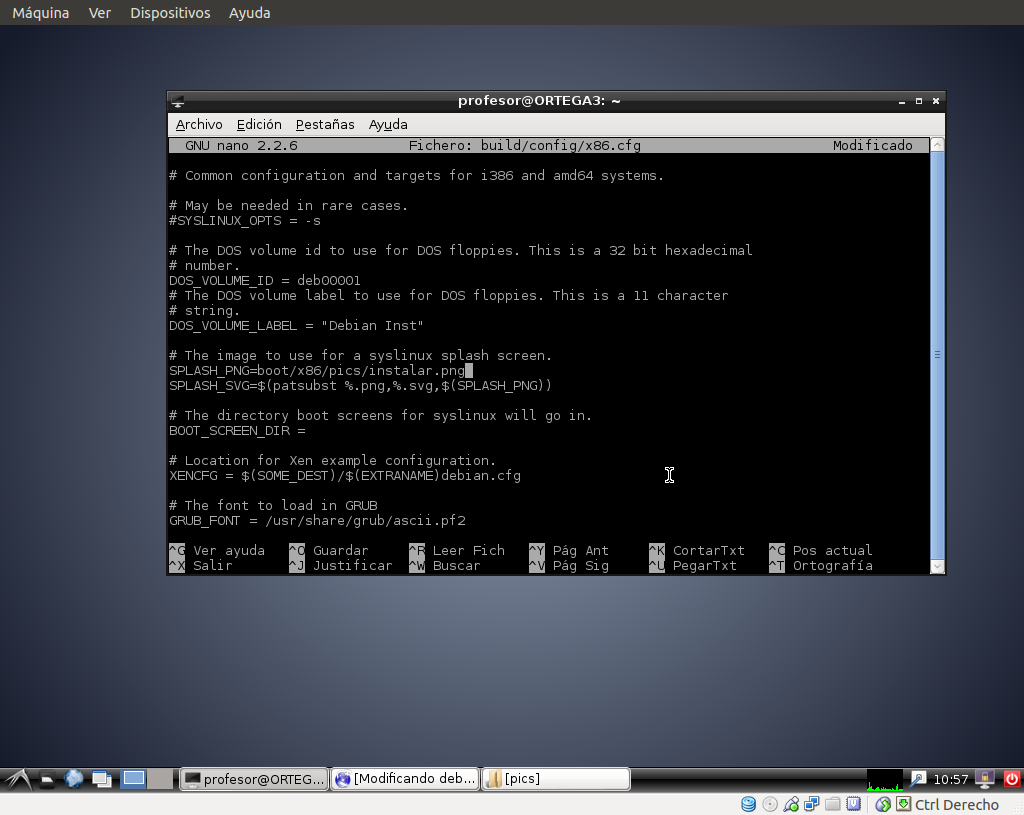 Máquina Ver Dispositivos Ayuda
profesor@ORTEGA3: ~
Archivo Edición Pestañas Ayuda
GNU nano 2.2.6 Fichero: build/config/x86.cfg Modificado
# Common configuration and targets for i386 and amd64 systems.
# May be needed in rare cases.
#SYSLINUX_OPTS = -s
# The DOS volume id to use for DOS floppies. This is a 32 bit hexadecimal
# number.
DOS_VOLUME_ID = deb00001
# The DOS volume label to use for DOS floppies. This is a 11 character
# string.
DOS_VOLUME_LABEL = "Debian Inst"
# The image to use for a syslinux splash screen.
SPLASH_PNG=boot/x86/pics/instalar.png
SPLASH_SVG=$(patsubst %.png,%.svg,$(SPLASH_PNG))
# The directory boot screens for syslinux will go in.
BOOT_SCREEN_DIR =
# Location for Xen example configuration.
XENCFG = $(SOME_DEST)/$(EXTRANAME)debian.cfg
# The font to load in GRUB
GRUB_FONT = /usr/share/grub/ascii.pf2
^G Ver ayuda ^O Guardar ^R Leer Fich ^Y Pág Ant ^K CortarTxt ^C Pos actual
^X Salir ^J Justificar ^W Buscar ^V Pág Sig ^U PegarTxt ^T Ortografía
profesor@ORTEG... [Modificando deb... [pics] 10:57
Ctrl Derecho